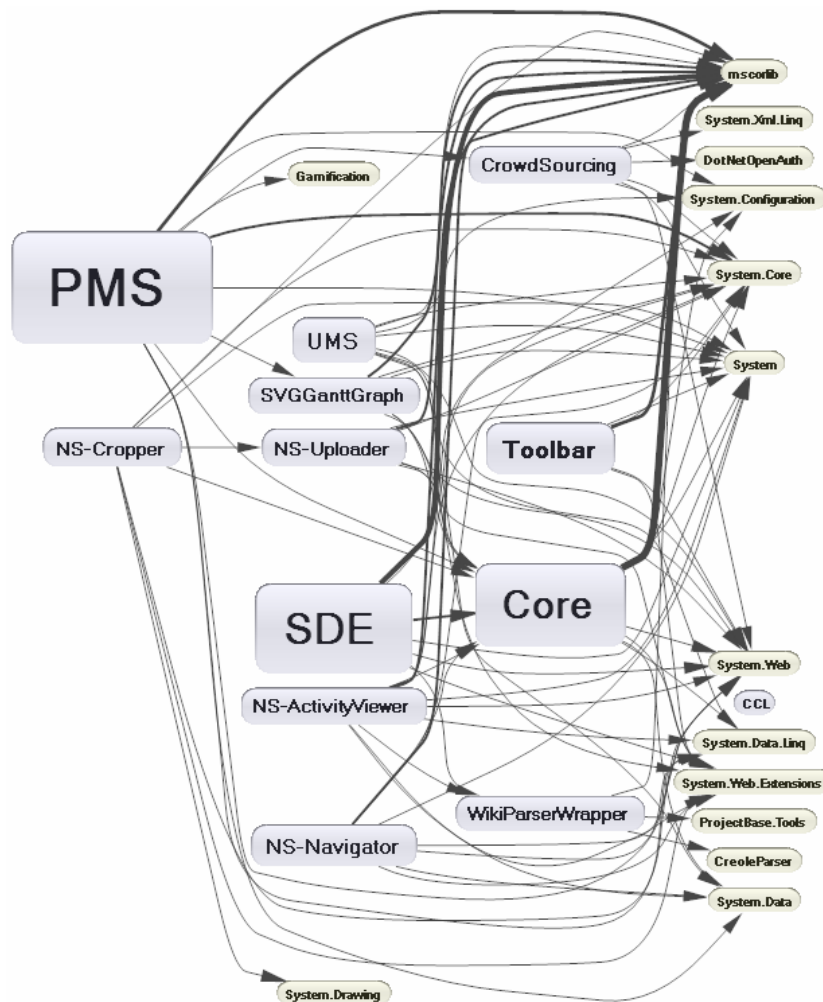 mscorlib
System.Xml.Linq
CrowdSourcing
DotNetOpenAuth
Gamification
System.Configuration
PMS
System.Core
UMS
System
SVGGanttGraph
NS-Cropper
NS-Uploader
Toolbar
SDE
Core
System.Web
NS-ActivityViewer
CCL
System.Data.Linq
System.Web.Extensions
WikiParserWrapper
ProjectBase.Tools
NS-Navigator
CreoleParser
System.Data
System.Drawing